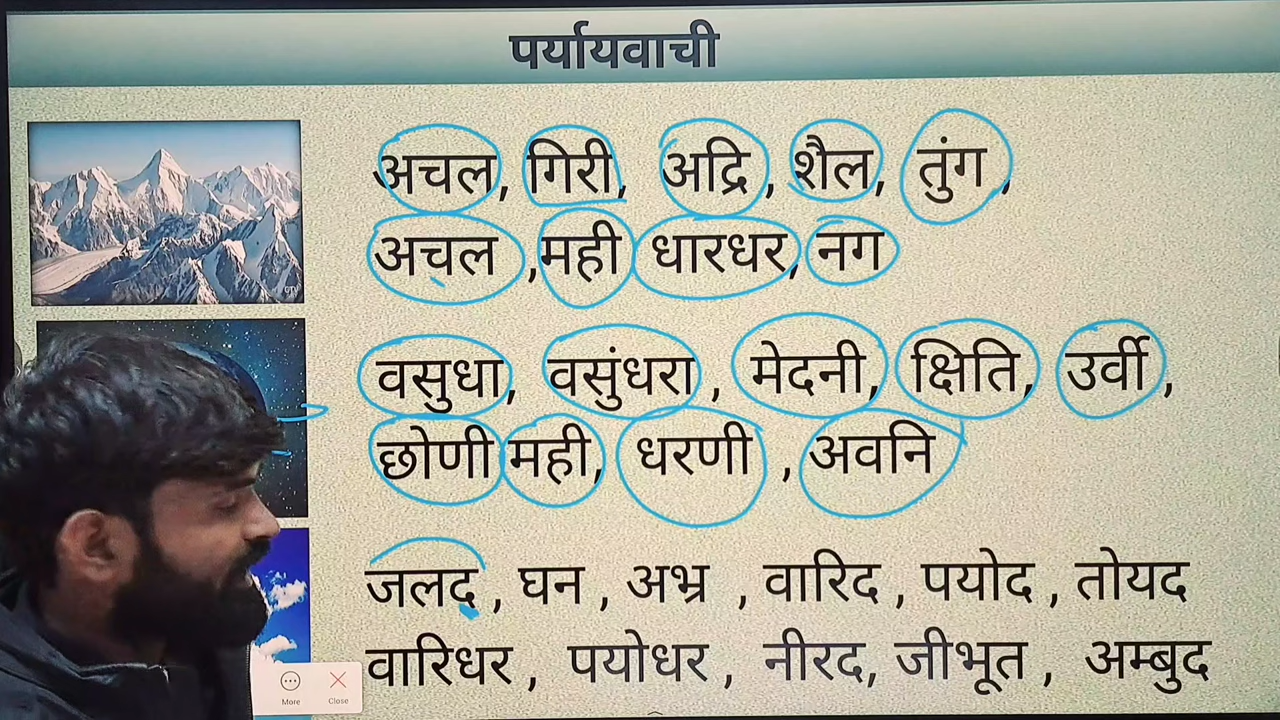 पर्यायवाची
अचल, गिरी, अद्रि, शैल, तुंग,
अचल ,मही धारधर, नग
वसुधा, वसुंधरा , मेदनी, क्षिति, उर्वी ,
छोणी मही, धरणी , अवनि
जलद , घन , अभ्र , वारिद , पयोद , तोयद
वारिधर , पयोधर , नीरद, जीभूत , अम्बुद
More Close